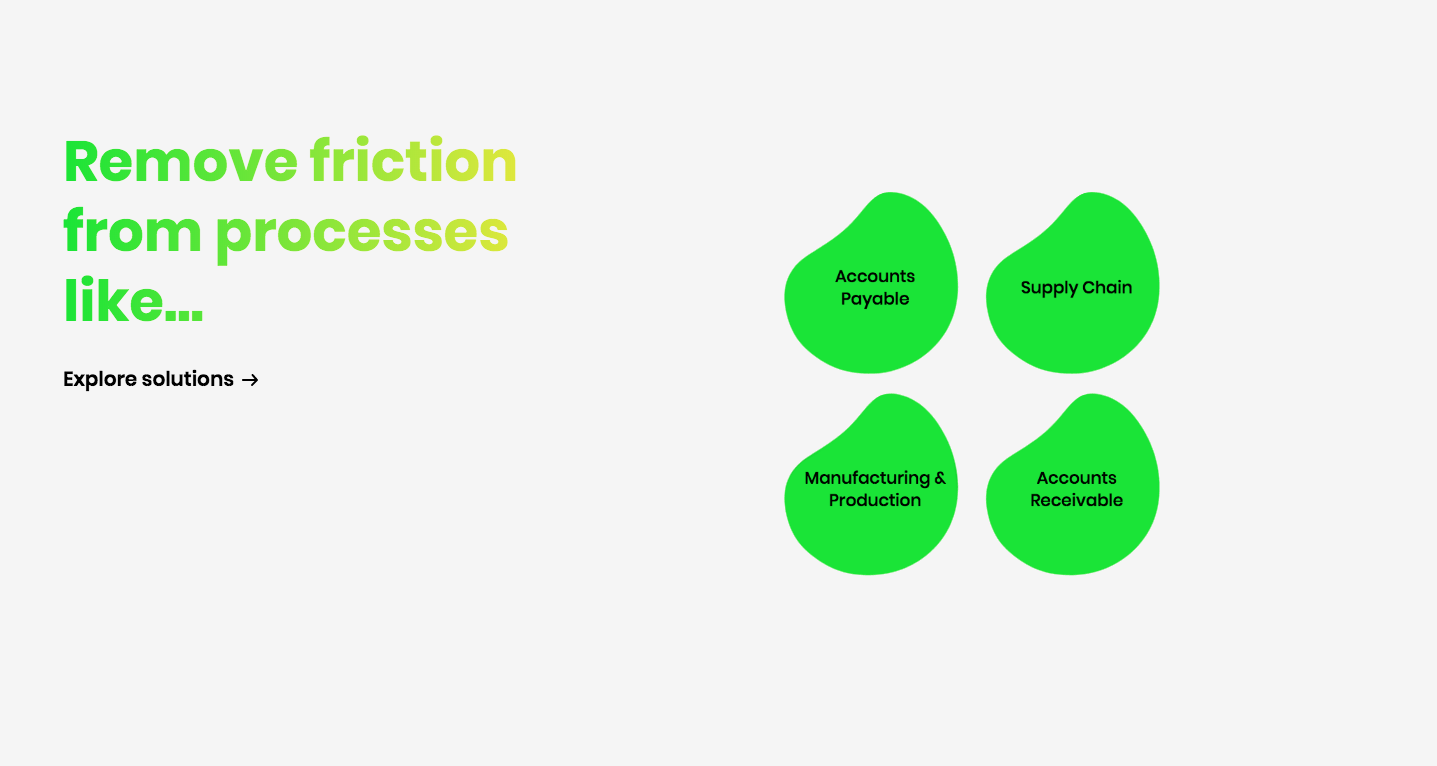 Remove friction
from processes
like...
Explore solutions →
Accounts
Payable
Supply Chain
Manufacturing &
Production
Accounts
Receivable